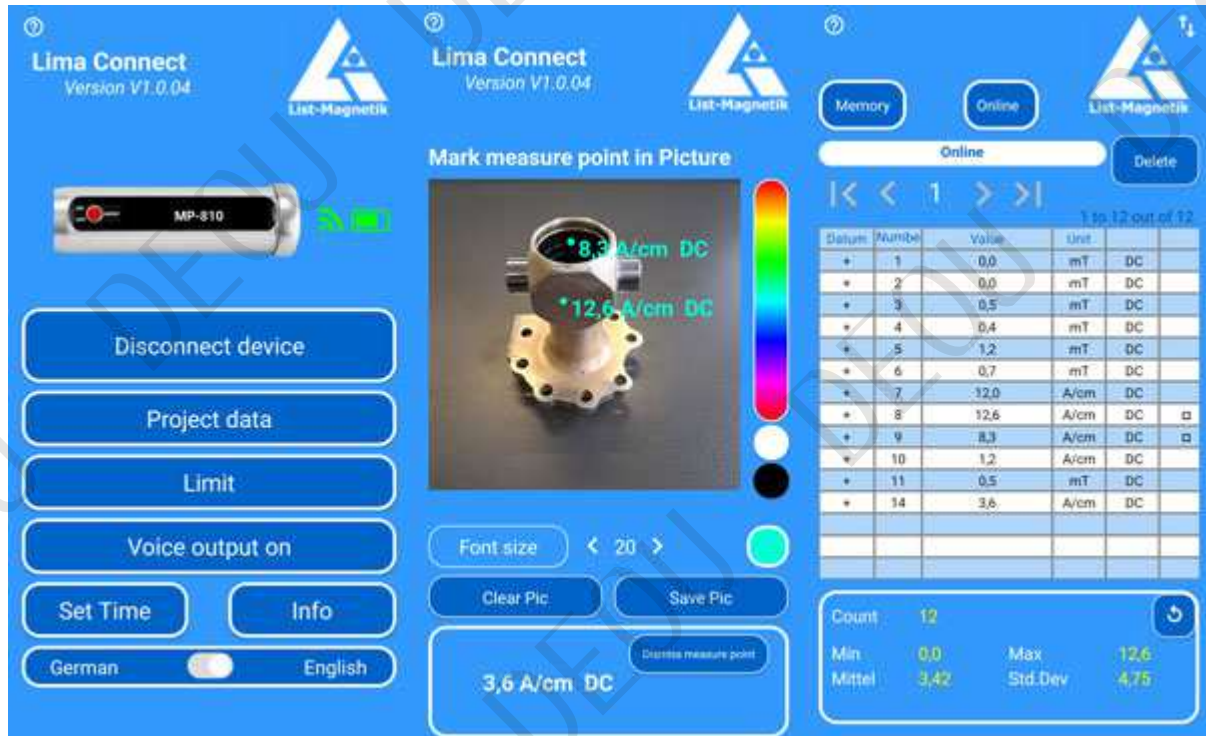 Lima Connect
Version V1.0.04
List-Magnetik
MP-810
Disconnect device
Project data
Limit
Voice output on
Set Time
Info
German
English
Lima Connect
Version V1.0.04
List-Magnetik
Mark measure point in Picture
8,3 A/cm DC
12,6 A/cm DC
Font size < 20 >
Clear Pic
Save Pic
Dismiss measure point
3,6 A/cm DC
Memory
Online
List-Magnetik
Online
Delete
|< < 1 > >|
1 to 12 out of 12
Datum Numbe Value Unit
+ 1 0,0 mT DC
+ 2 0,0 mT DC
+ 3 0,5 mT DC
+ 4 0,4 mT DC
+ 5 1,2 mT DC
+ 6 0,7 mT DC
+ 7 12,0 A/cm DC
+ 8 12,6 A/cm DC
+ 9 8,3 A/cm DC
+ 10 1,2 A/cm DC
+ 11 0,5 mT DC
+ 14 3,6 A/cm DC
Count 12
Min 0,0 Max 12,6
Mittel 3,42 Std.Dev 4,75
DEDU
DEDU
DEDU
DEDU